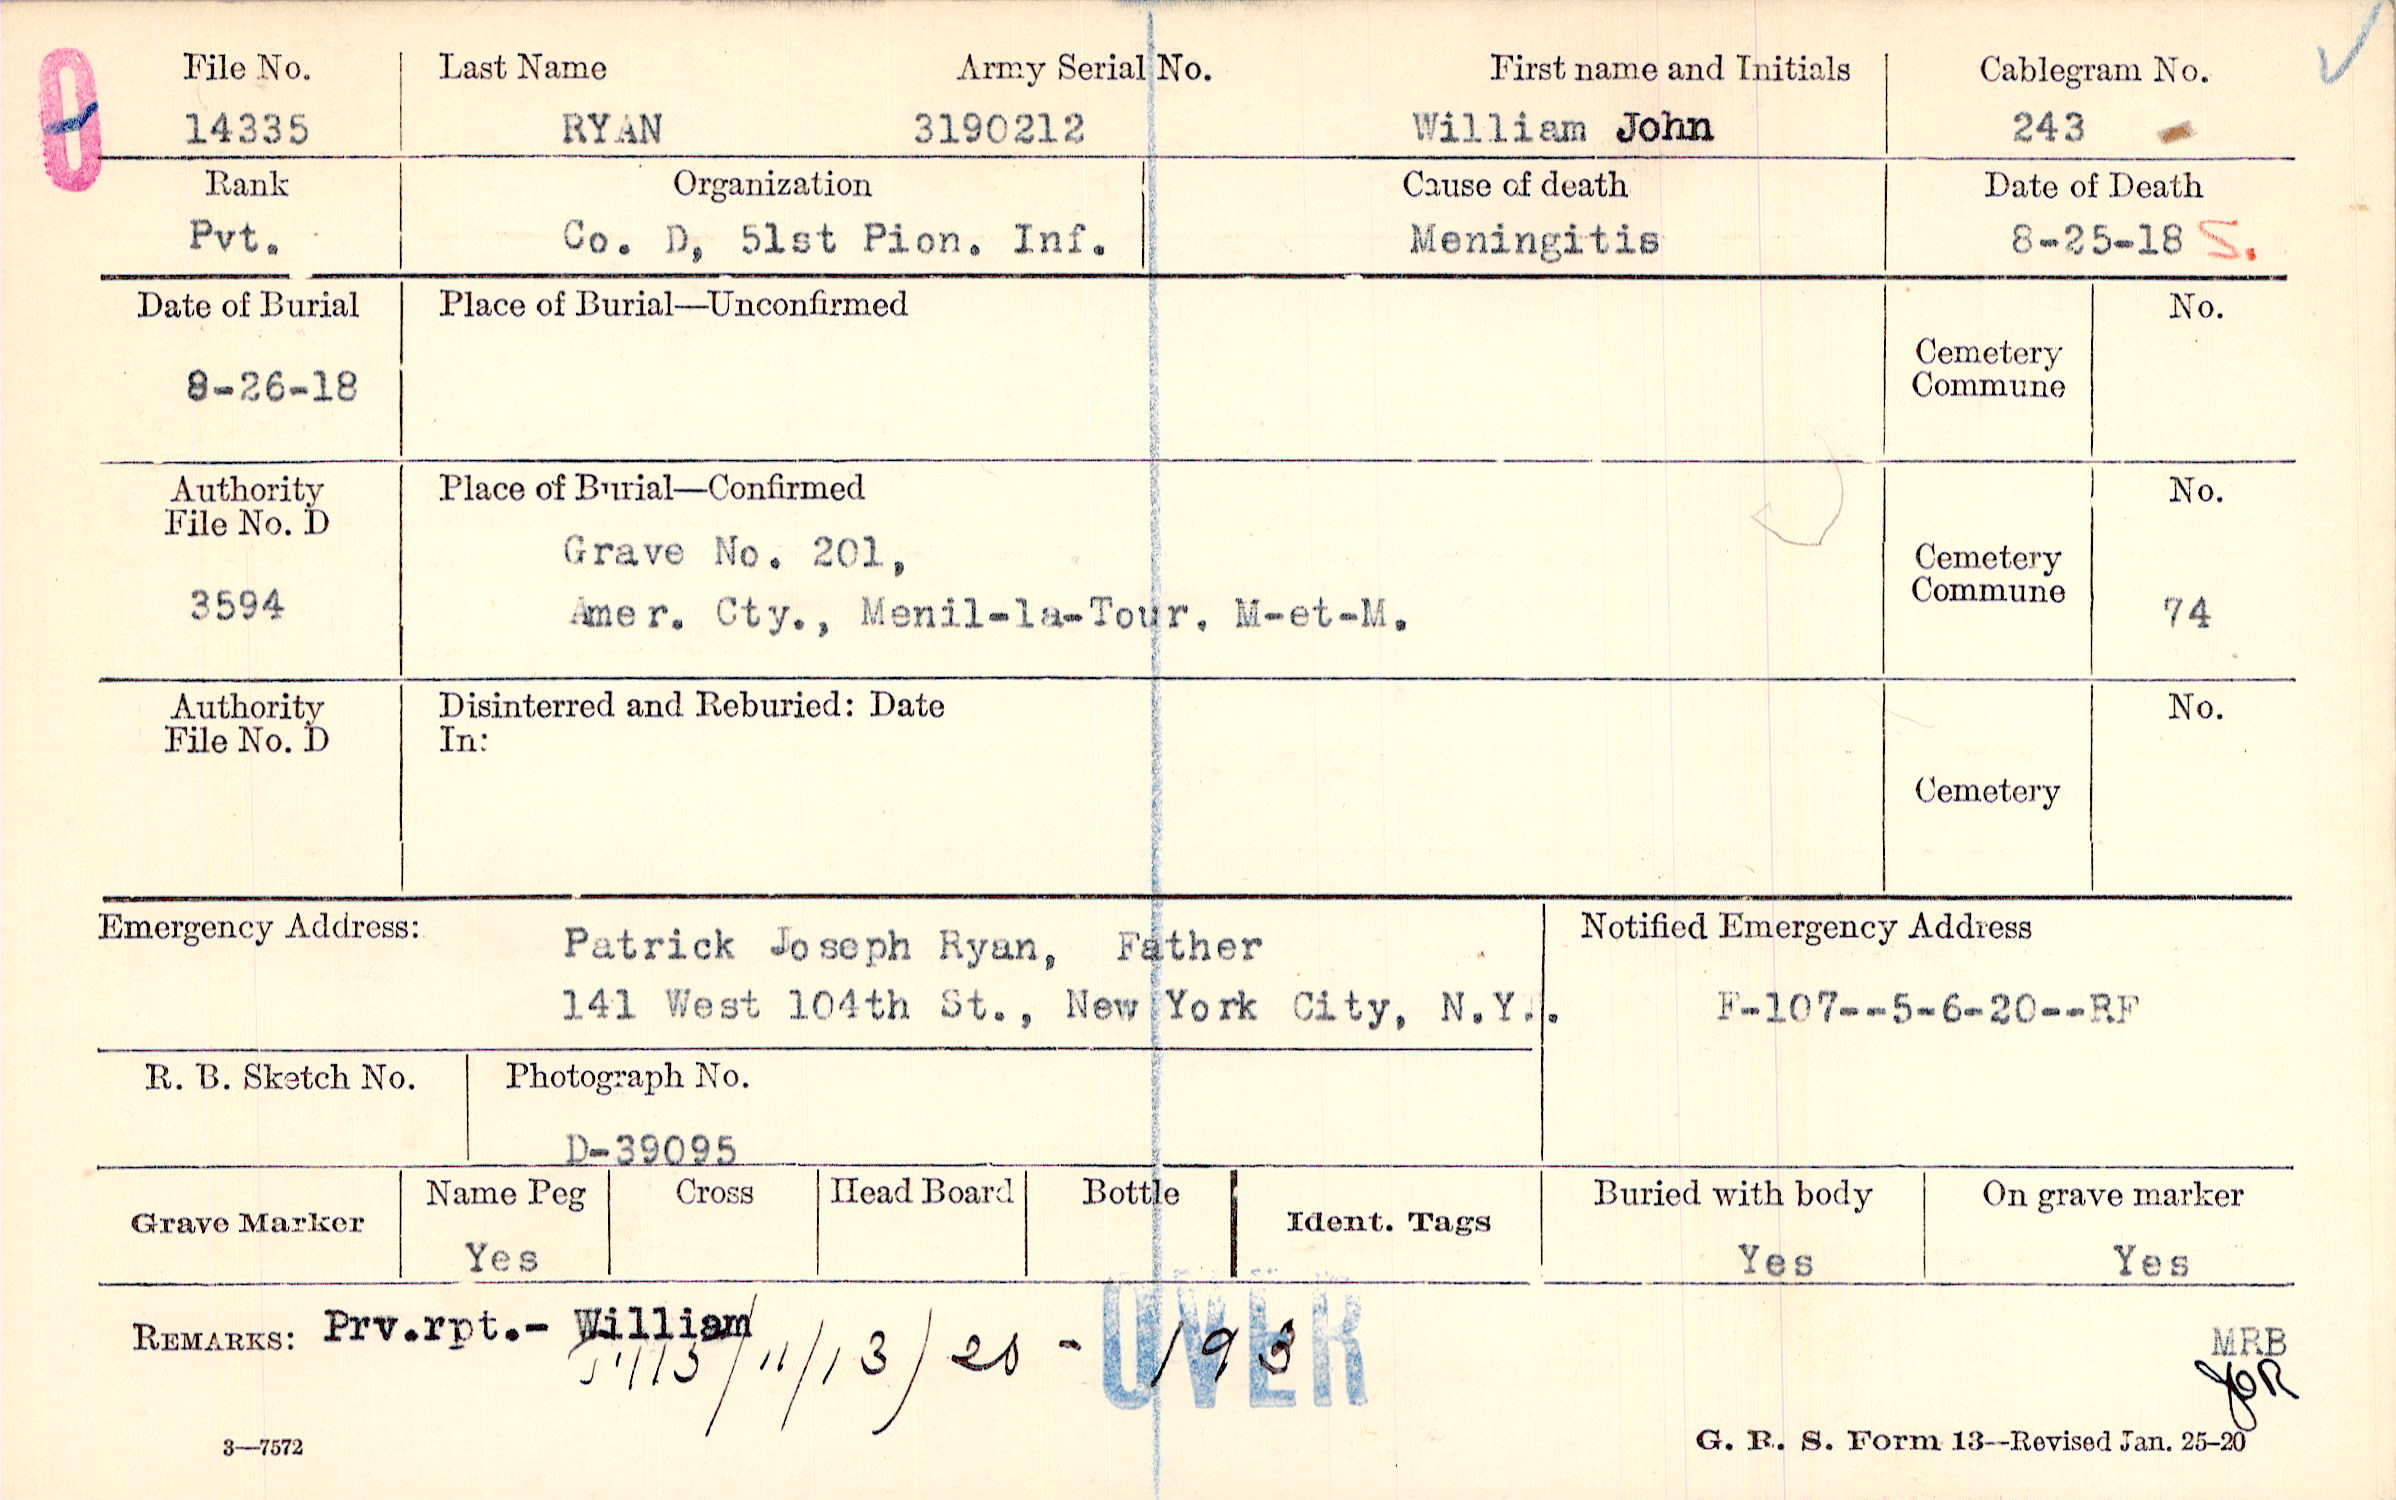 File No. Last Name Army Serial No. First name and Initials Cablegram No.
14335 RYAN 3190212 William John 243
Rank Organization Cause of death Date of Death
Pvt. Co. D, 51st Pion. Inf. Meningitis 8-25-18 S.
Date of Burial Place of Burial—Unconfirmed No.
Cemetery
Commune
8-26-18
Authority Place of Burial—Confirmed No.
File No. D
Grave No. 201,
Cemetery
Commune
3594 Amer. Cty., Menil-la-Tour. M-et-M. 74
Authority Disinterred and Reburied: Date No.
File No. D In:
Cemetery
Emergency Address: Notified Emergency Address
Patrick Joseph Ryan, Father
141 West 104th St., New York City, N.Y. F-107--5-6-20--RF
R. B. Sketch No. Photograph No.
D-39095
Name Peg Cross Head Board Bottle Buried with body On grave marker
Grave Marker Ident. Tags
Yes Yes Yes
OVER
REMARKS: Prv.rpt.- William MRB
/11/13/20 - 193
JGR
3—7572 G. R. S. Form 13—Revised Jan. 25-20